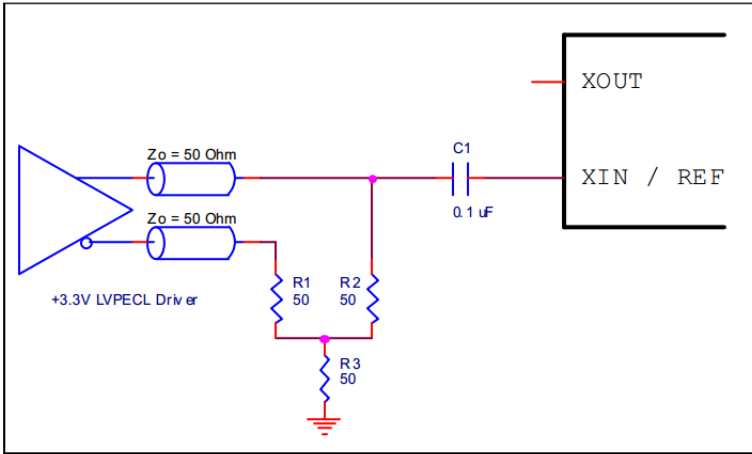 XOUT
Zo = 50 Ohm
C1
XIN / REF
0.1 uF
Zo = 50 Ohm
R1
50
R2
50
+3.3V LVPECL Driver
R3
50